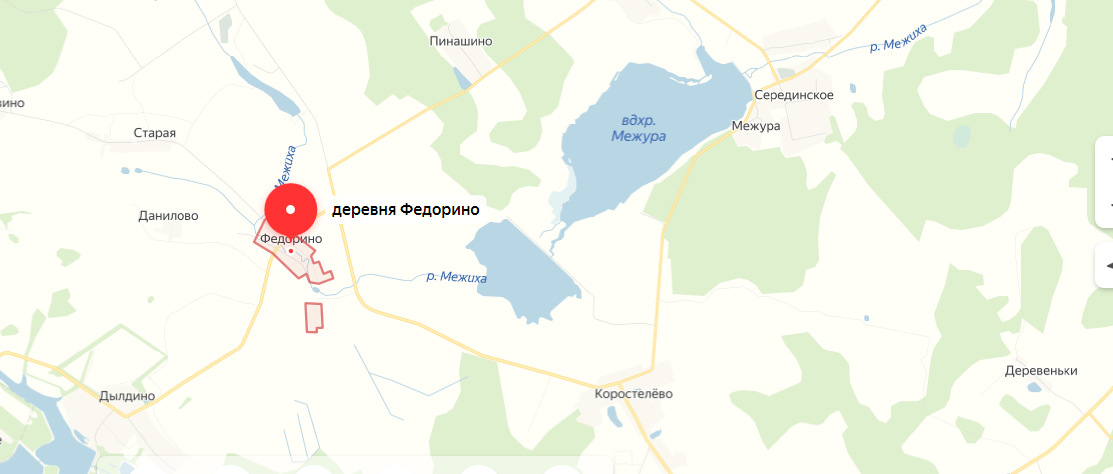 Пинашино
р. Межиха
Серединское
вдхр.
Межура
Межура
Старая
Межиха
деревня Федорино
Данилово
Федорино
р. Межиха
Деревеньки
Дылдино
Коростелёво